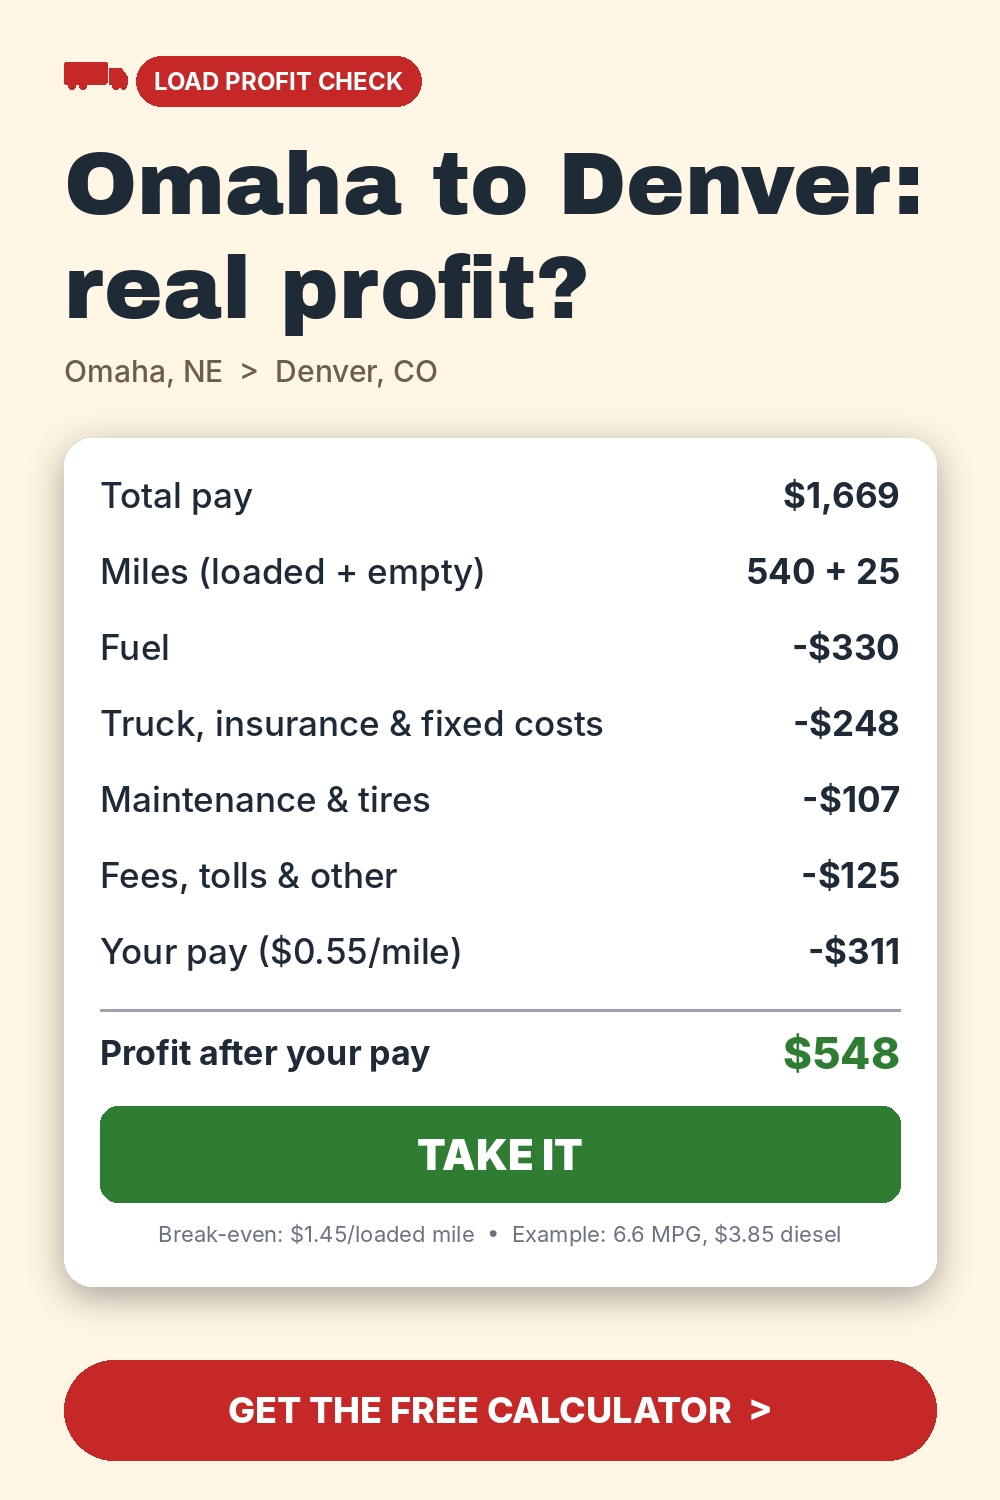 LOAD PROFIT CHECK
Omaha to Denver:
real profit?
Omaha, NE > Denver, CO
Total pay $1,669
Miles (loaded + empty) 540 + 25
Fuel -$330
Truck, insurance & fixed costs -$248
Maintenance & tires -$107
Fees, tolls & other -$125
Your pay ($0.55/mile) -$311
Profit after your pay $548
TAKE IT
Break-even: $1.45/loaded mile • Example: 6.6 MPG, $3.85 diesel
GET THE FREE CALCULATOR >